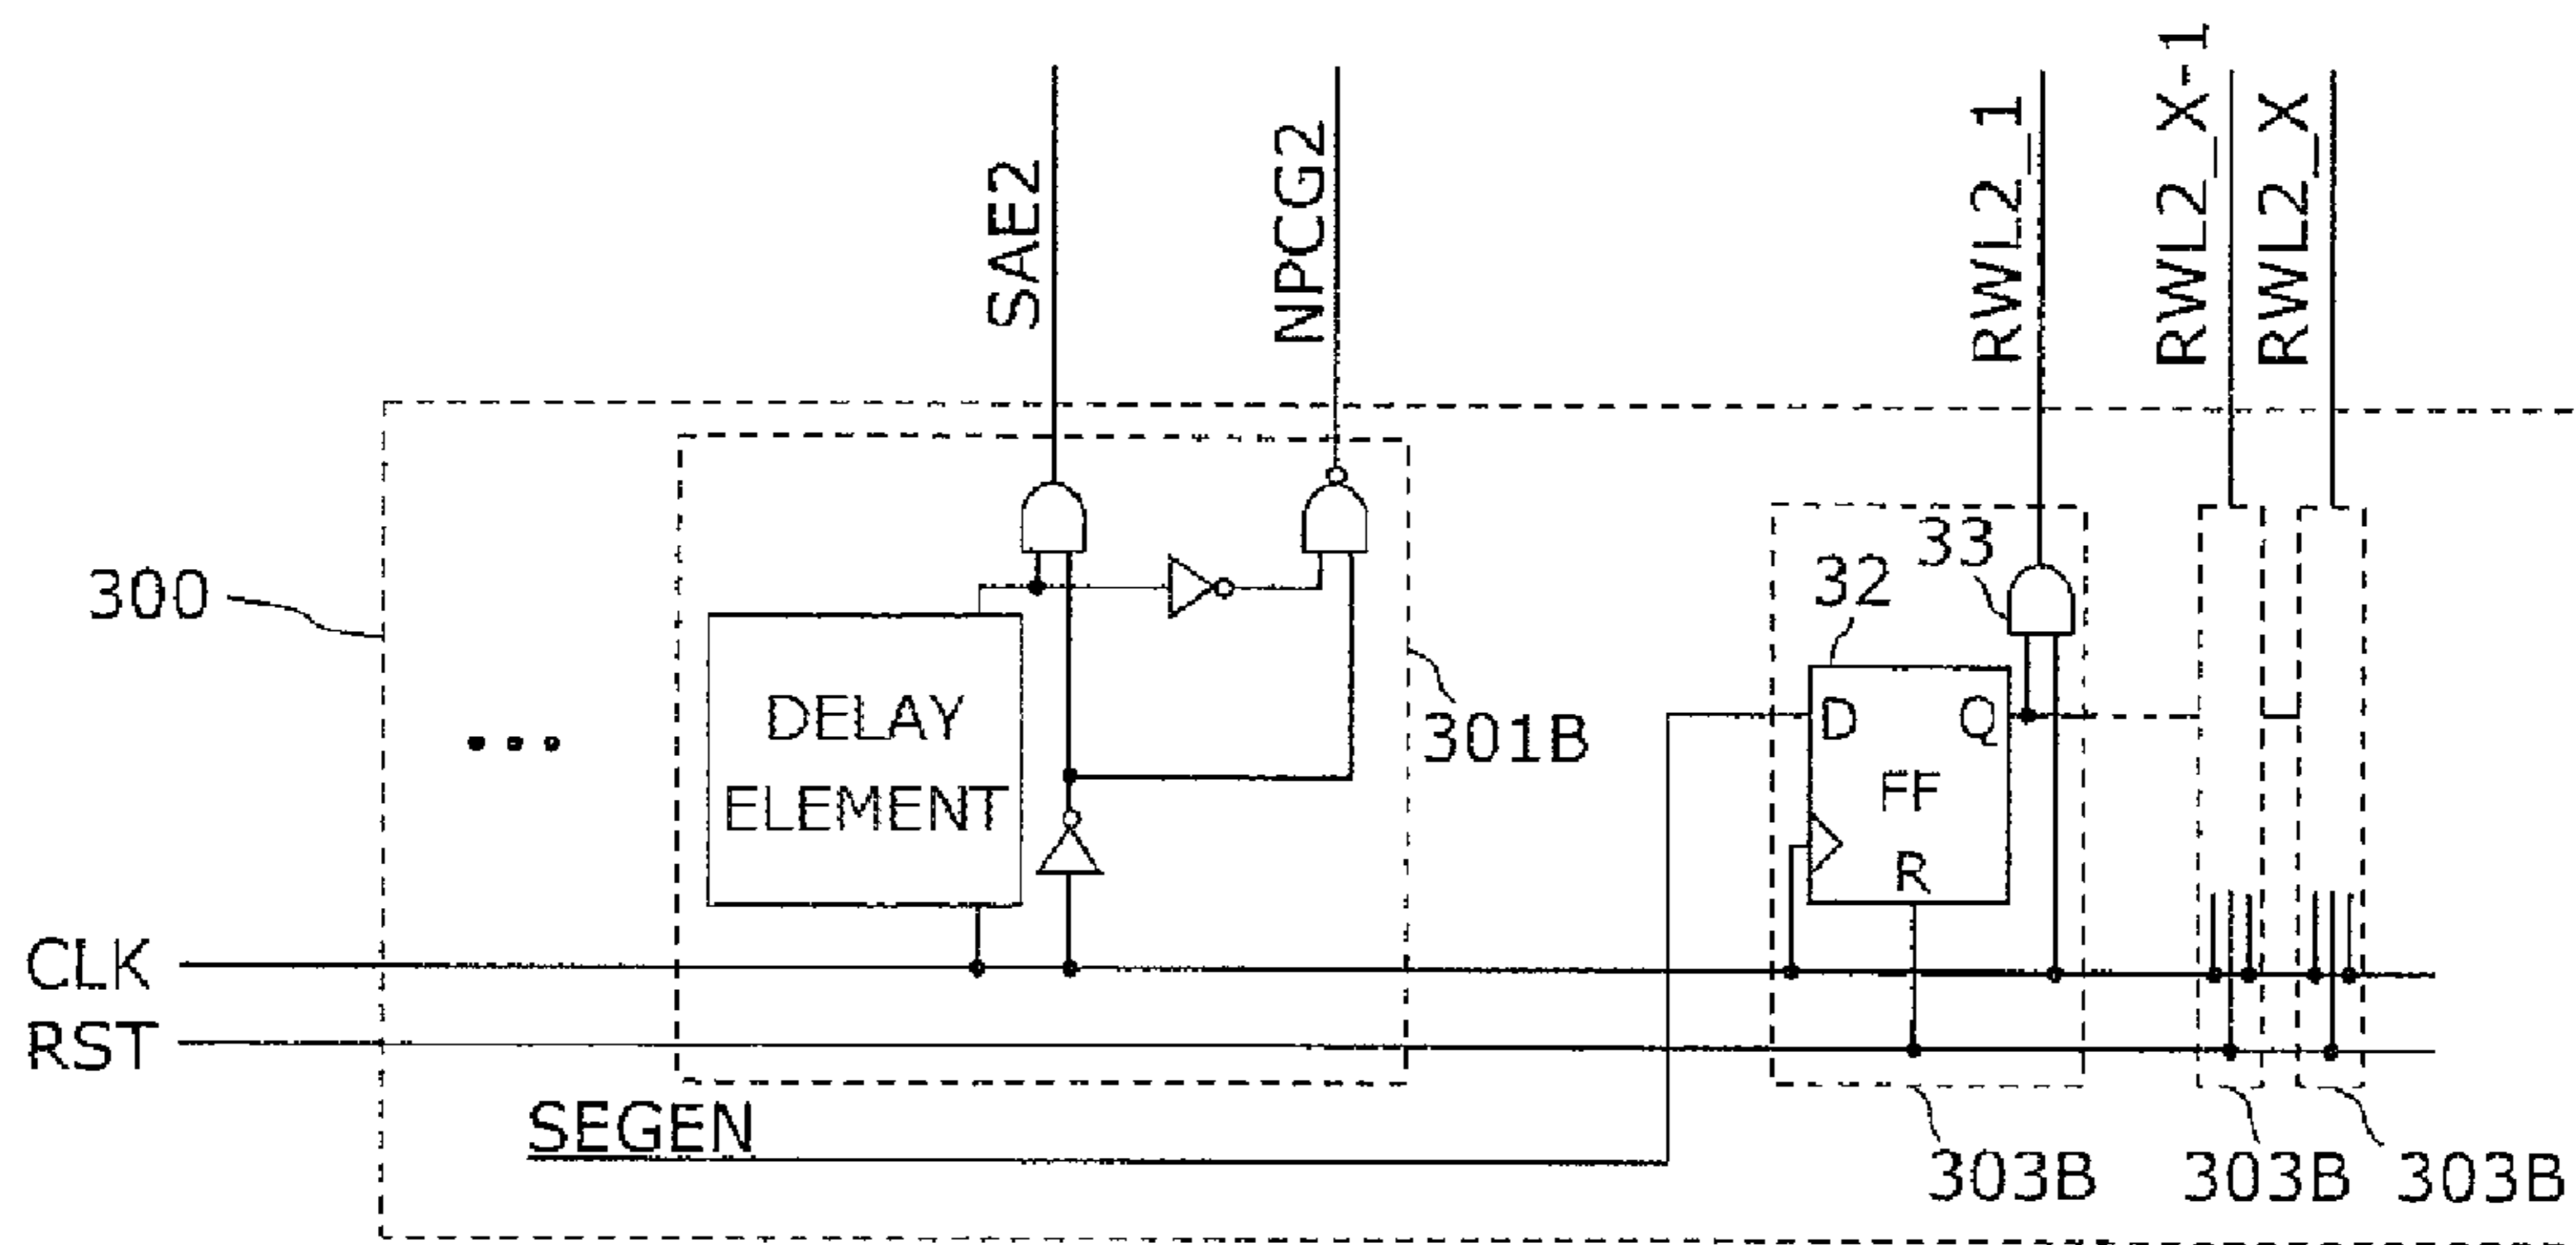 SAE2
NPCG2
RWL2_1
RWL2_X-1
RWL2_X
300
301B
DELAY
ELEMENT
33
32
D
Q
FF
R
CLK
RST
SEGEN
303B
303B
303B